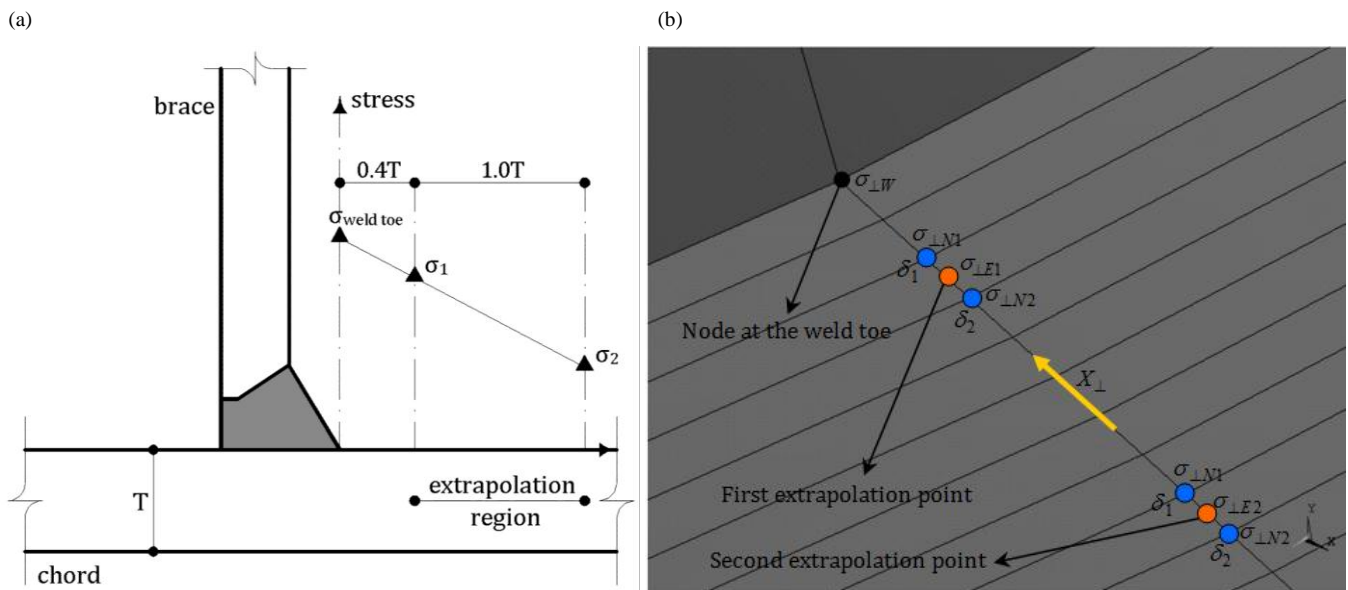 (a)
(b)
brace
stress
0.4T
1.0T
σweld toe
σ1
σ2
T
extrapolation
region
chord
σ⊥W
σ⊥N1
δ1
σ⊥E1
σ⊥N2
δ2
Node at the weld toe
X⊥
First extrapolation point
σ⊥N1
δ1
σ⊥E2
σ⊥N2
δ2
Second extrapolation point
Y
X